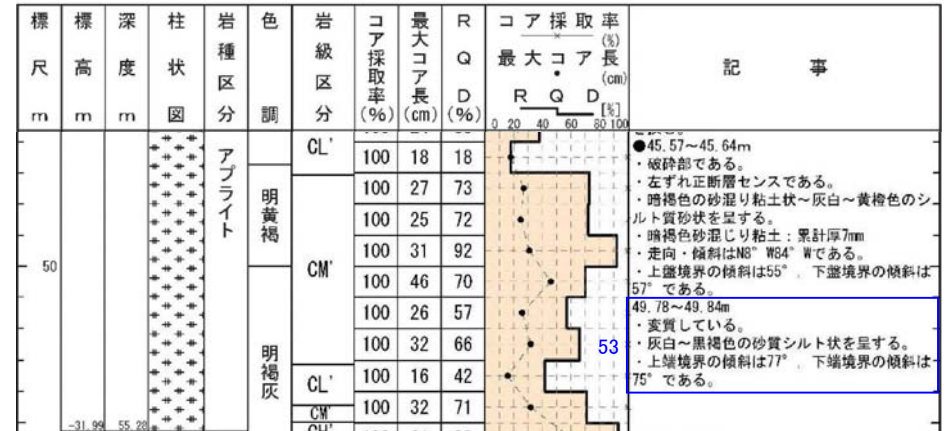 標尺m
標高m
深度m
柱状図
岩種区分
色調
岩級区分
コア採取率(%)
最大コア長(cm)
RQD(%)
コア採取率(%)
最大コア長(cm)
RQD[%]
0 20 40 60 80 100
記事
アプライト
明黄褐
明褐灰
50
-31.99 55.28
CL'
CM'
CL'
CM'
100 18 18
100 27 73
100 25 72
100 31 92
100 46 70
100 26 57
100 32 66
100 16 42
100 32 71
●45.57～45.64m
・破砕部である。
・左ずれ正断層センスである。
・暗褐色の砂混り粘土状～灰白～黄橙色のシ
ルト質砂状を呈する。
・暗褐色砂混じり粘土：累計厚7mm
・走向・傾斜はN8°W84°Wである。
・上盤境界の傾斜は55°，下盤境界の傾斜は
57°である。
53
49.78～49.84m
・変質している。
・灰白～黒褐色の砂質シルト状を呈する。
・上端境界の傾斜は77°，下端境界の傾斜は
75°である。